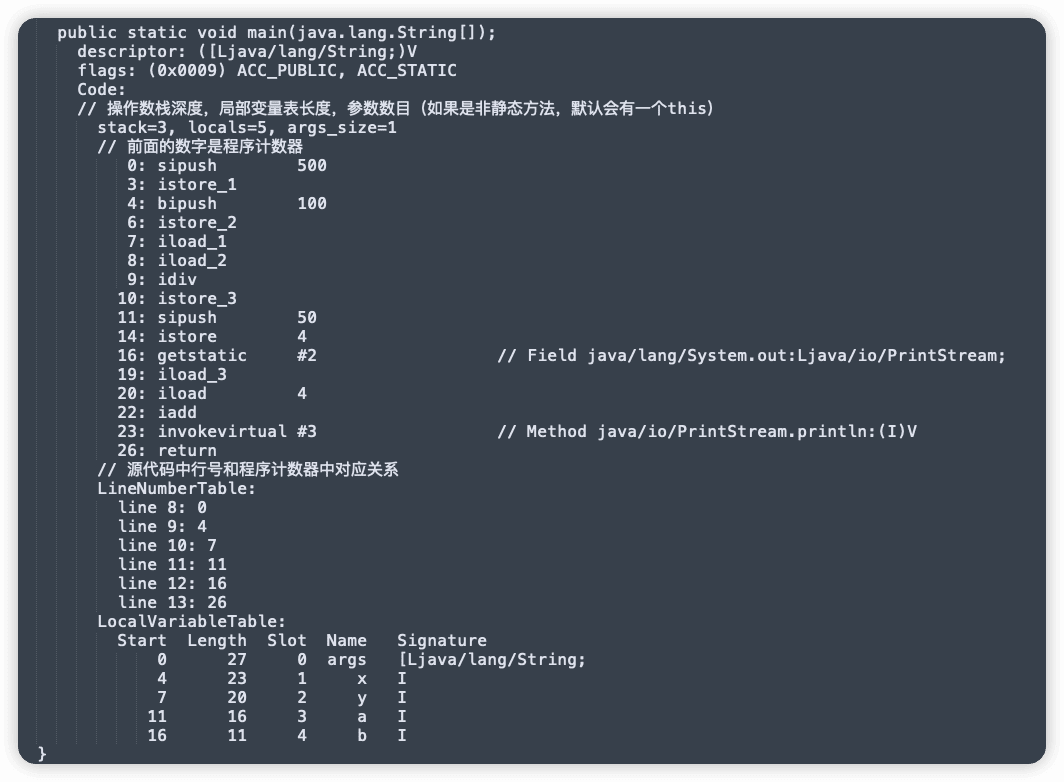 public static void main(java.lang.String[]);
descriptor: ([Ljava/lang/String;)V
flags: (0x0009) ACC_PUBLIC, ACC_STATIC
Code:
// 操作数栈深度，局部变量表长度，参数数目（如果是非静态方法，默认会有一个this）
stack=3, locals=5, args_size=1
// 前面的数字是程序计数器
0: sipush 500
3: istore_1
4: bipush 100
6: istore_2
7: iload_1
8: iload_2
9: idiv
10: istore_3
11: sipush 50
14: istore 4
16: getstatic #2 // Field java/lang/System.out:Ljava/io/PrintStream;
19: iload_3
20: iload 4
22: iadd
23: invokevirtual #3 // Method java/io/PrintStream.println:(I)V
26: return
// 源代码中行号和程序计数器中对应关系
LineNumberTable:
line 8: 0
line 9: 4
line 10: 7
line 11: 11
line 12: 16
line 13: 26
LocalVariableTable:
Start Length Slot Name Signature
0 27 0 args [Ljava/lang/String;
4 23 1 x I
7 20 2 y I
11 16 3 a I
16 11 4 b I
}